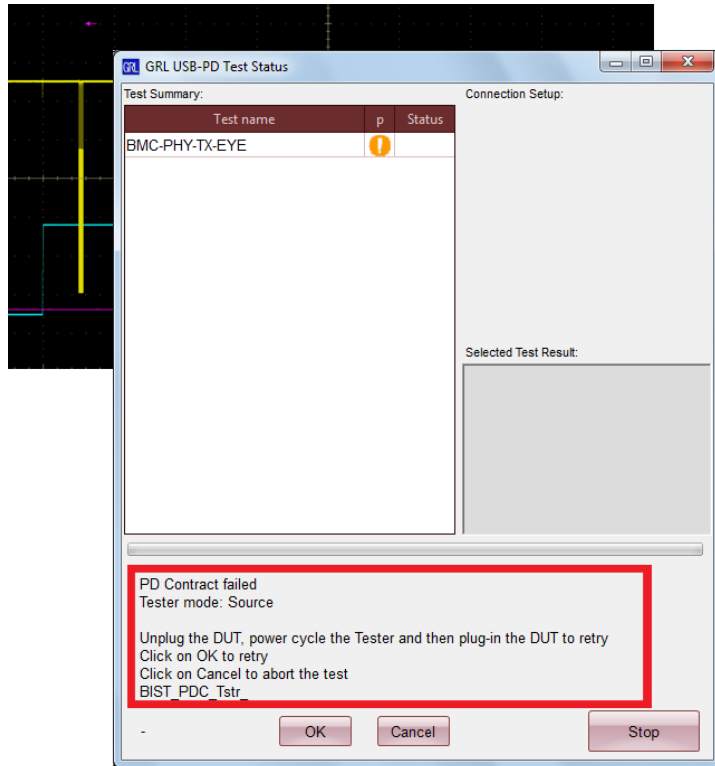 GRL GRL USB-PD Test Status
Test Summary:
Connection Setup:
Test name p Status
BMC-PHY-TX-EYE
Selected Test Result:
PD Contract failed
Tester mode: Source
Unplug the DUT, power cycle the Tester and then plug-in the DUT to retry
Click on OK to retry
Click on Cancel to abort the test
BIST_PDC_Tstr_
- OK Cancel Stop